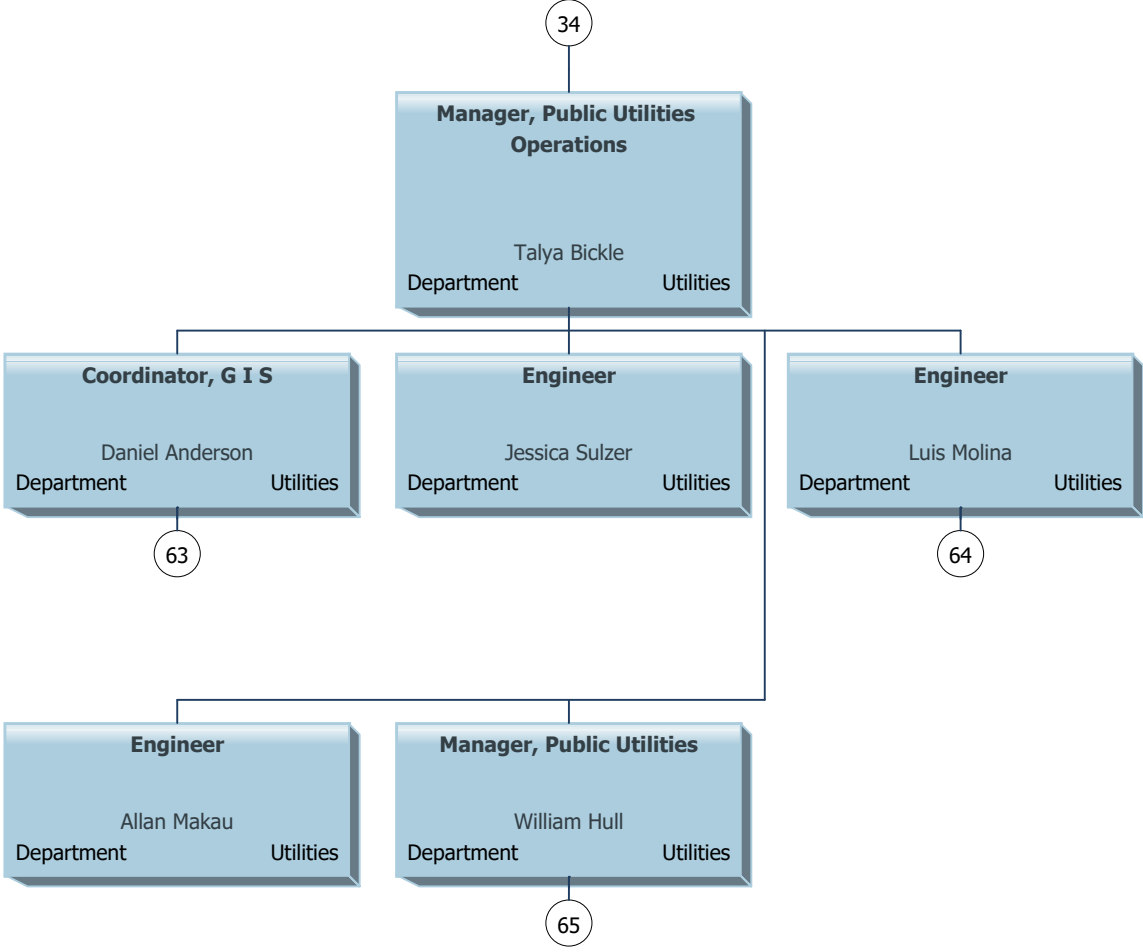 34
Manager, Public Utilities
Operations
Talya Bickle
Department Utilities
Coordinator, G I S
Daniel Anderson
Department Utilities
63
Engineer
Jessica Sulzer
Department Utilities
Engineer
Luis Molina
Department Utilities
64
Engineer
Allan Makau
Department Utilities
Manager, Public Utilities
William Hull
Department Utilities
65